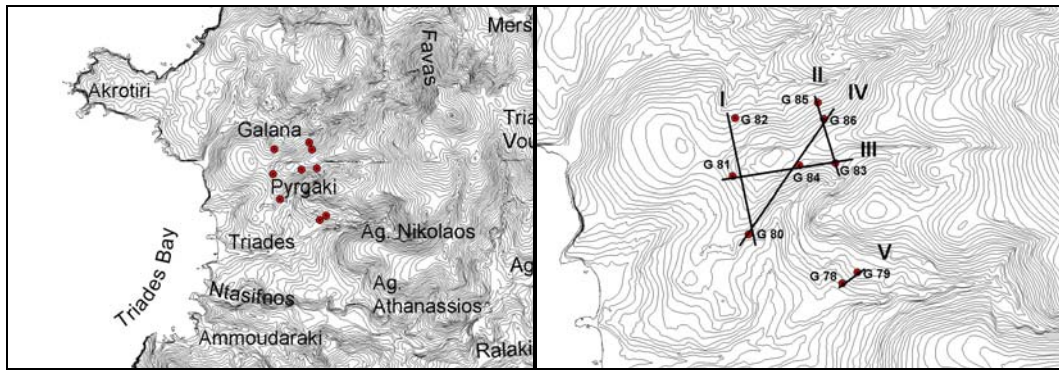 Mers
Favas
Akrotiri
Tria
Vou
Galana
Pyrgaki
Triades
Ag. Nikolaos
Ag
Triades Bay
Ag.
Athanassios
Ntasifnos
Ammoudaraki
Ralaki
II
I
G 85
IV
G 82
G 86
III
G 81
G 84
G 83
G 80
V
G 78
G 79